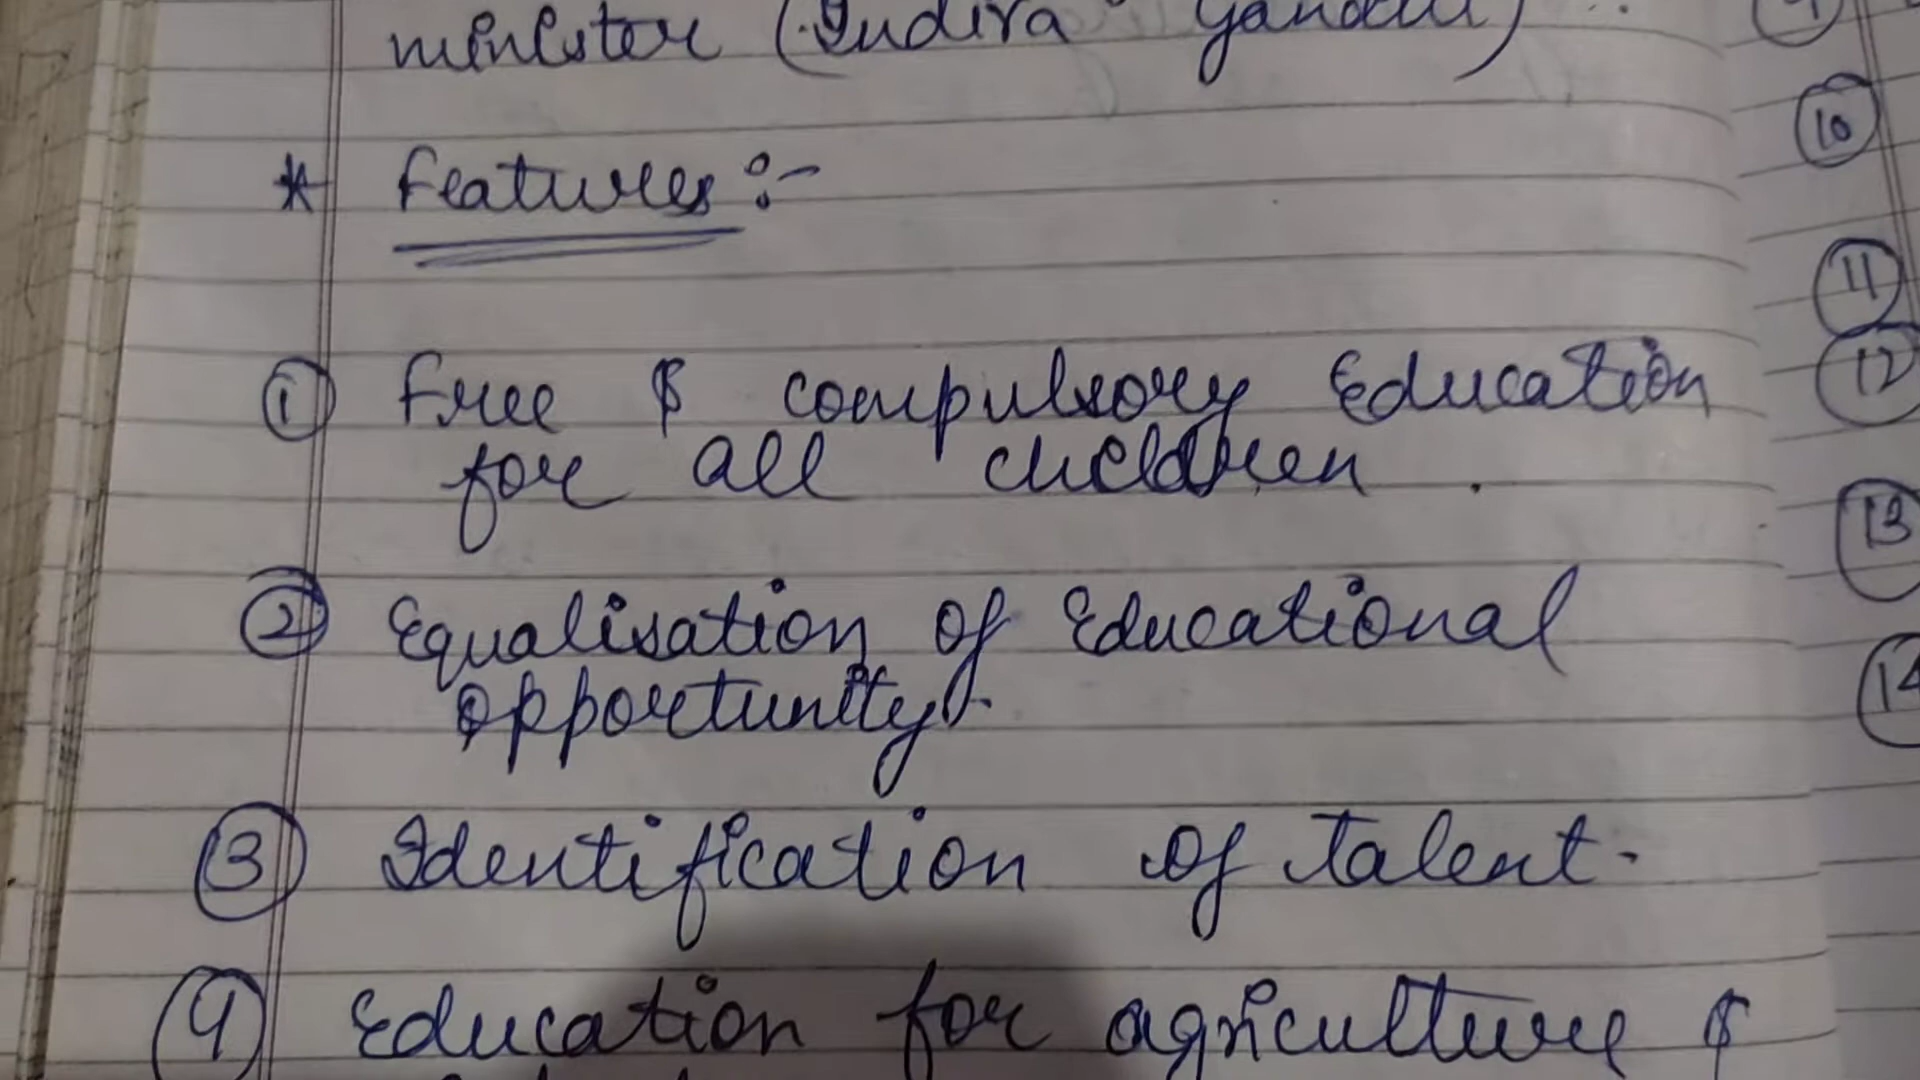 minister (Indira Gandhi)
* Features :-
① Free & compulsory Education
for all children.
② Equalisation of Educational
opportunity.
③ Identification of talent.
④ Education for agriculture &
10
11
12
13
14